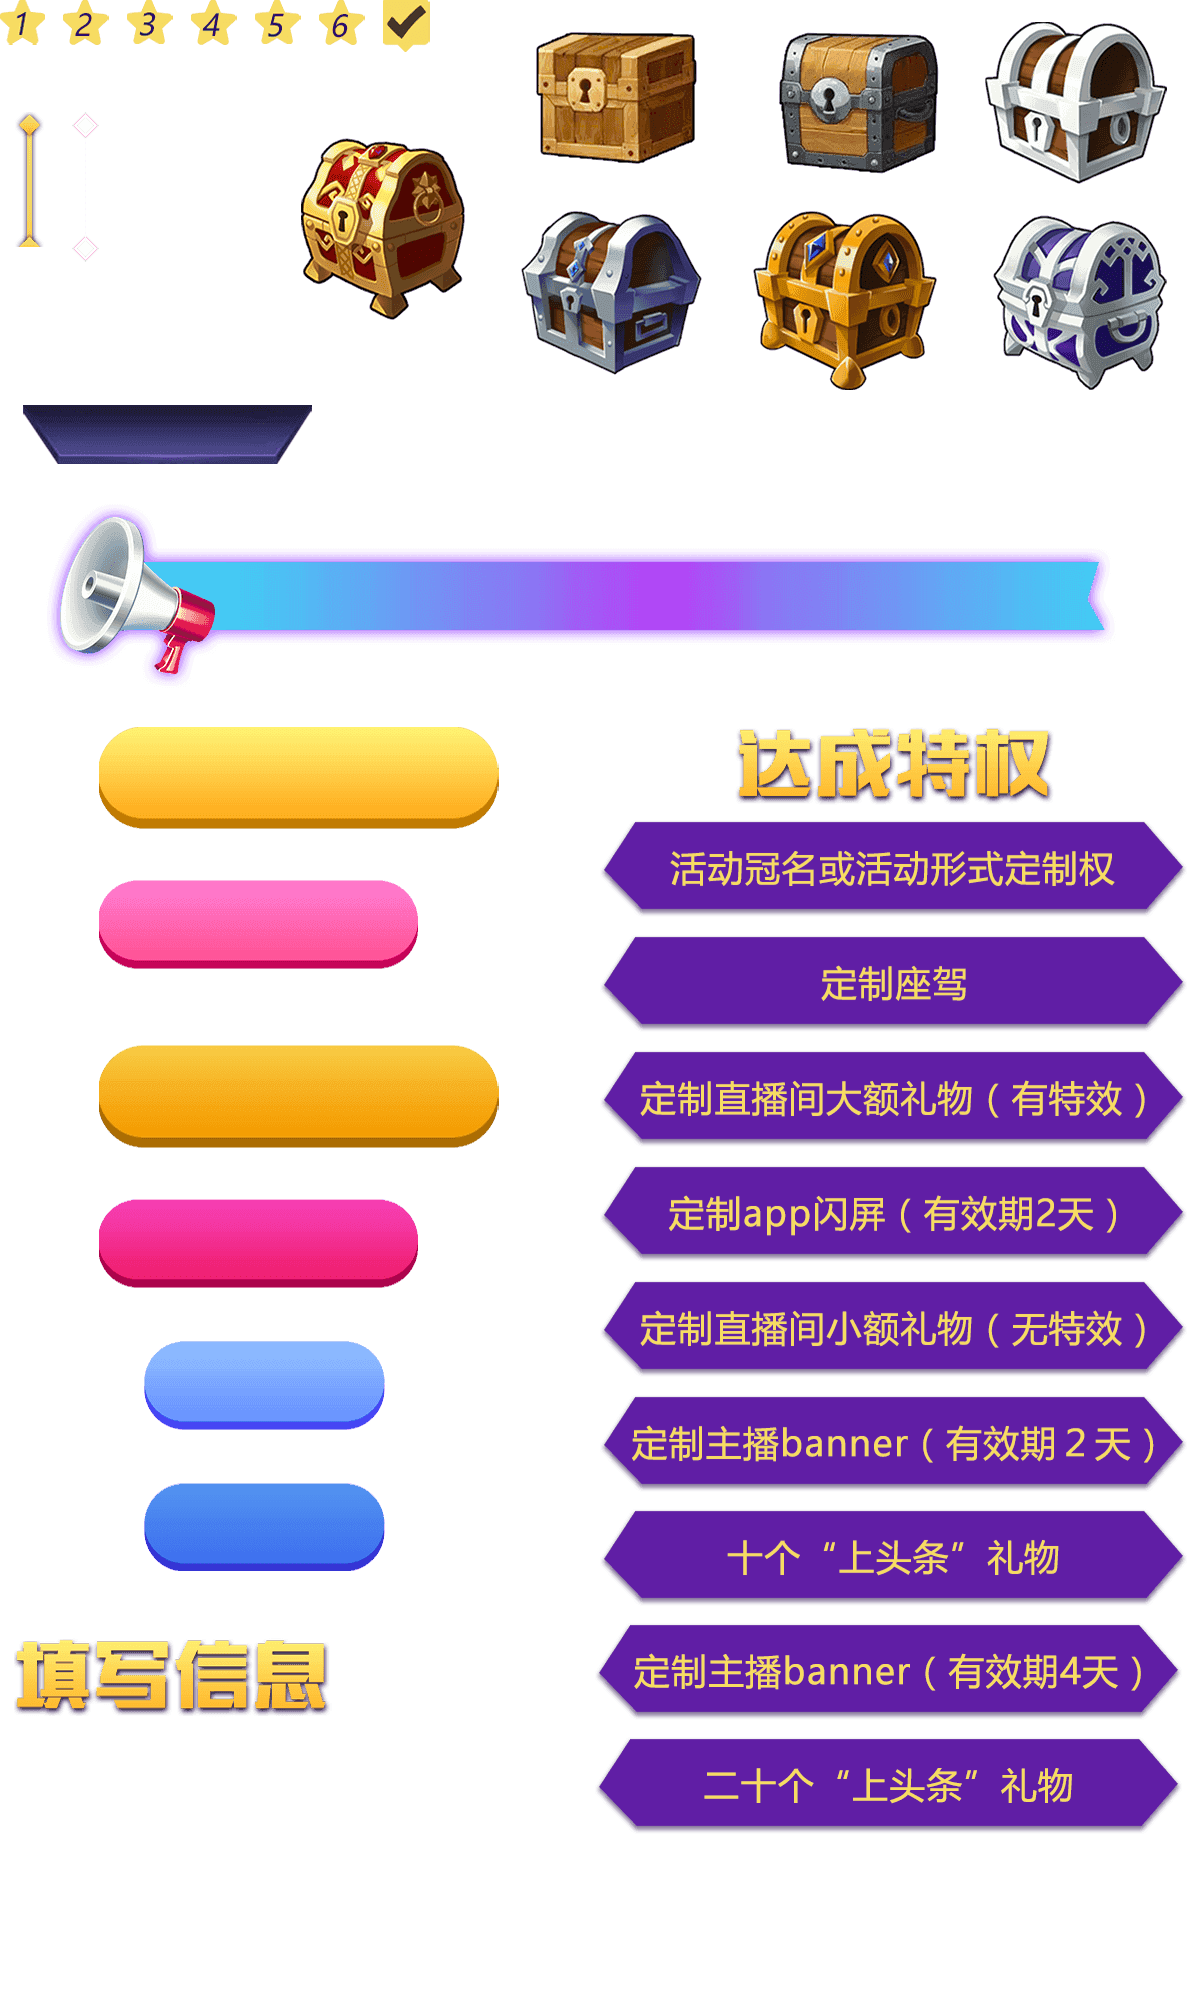 1 2 3 4 5 6
达成特权
活动冠名或活动形式定制权
定制座驾
定制直播间大额礼物（有特效）
定制app闪屏（有效期2天）
定制直播间小额礼物（无特效）
定制主播banner（有效期２天）
十个“上头条”礼物
填写信息
定制主播banner（有效期4天）
二十个“上头条”礼物